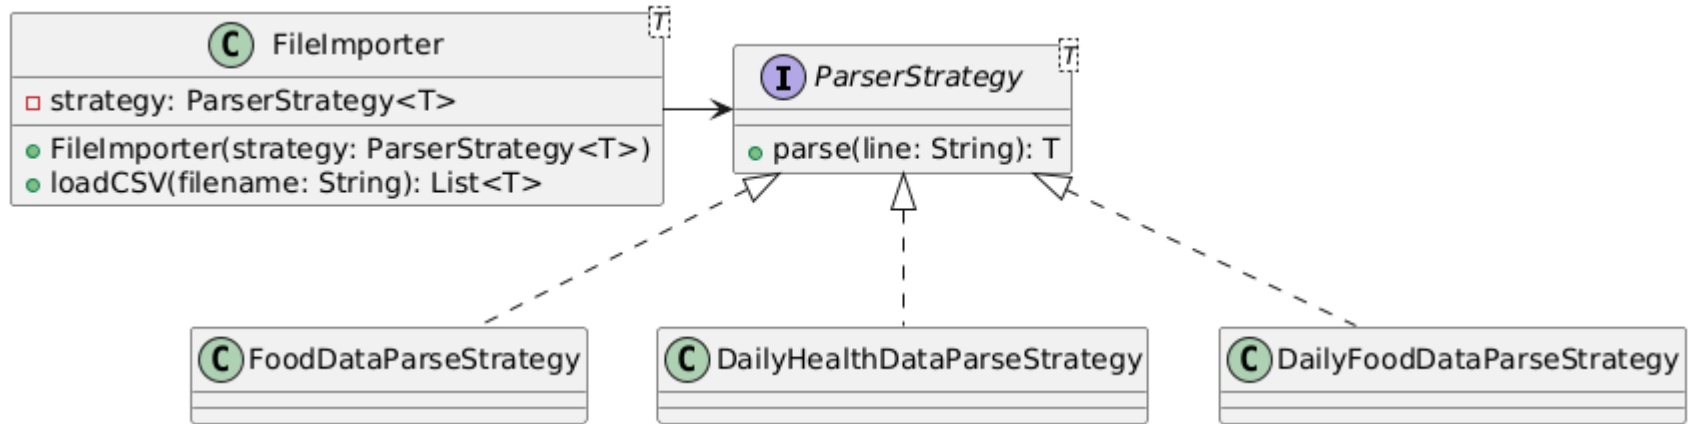 C FileImporter T
strategy: ParserStrategy<T>
FileImporter(strategy: ParserStrategy<T>)
loadCSV(filename: String): List<T>
I ParserStrategy T
parse(line: String): T
C FoodDataParseStrategy
C DailyHealthDataParseStrategy
C DailyFoodDataParseStrategy